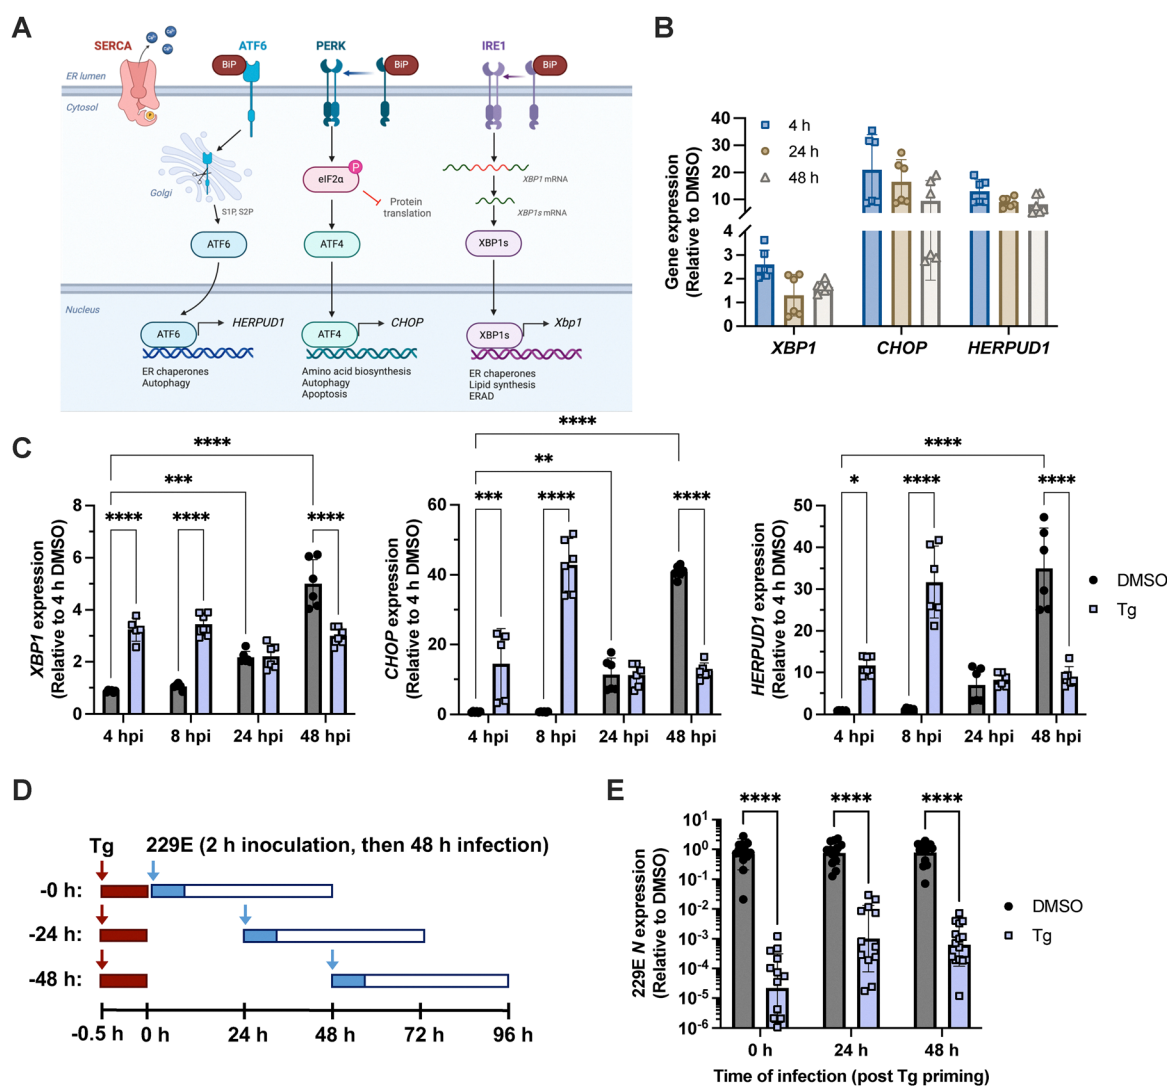 A
SERCA
Ca²⁺
Ca²⁺
Ca²⁺
ATF6
PERK
IRE1
BiP
BiP
BiP
ER lumen
Cytosol
P
eIF2α
XBP1 mRNA
Golgi
S1P, S2P
Protein
translation
XBP1s mRNA
ATF6
ATF4
XBP1s
Nucleus
ATF6
HERPUD1
ATF4
CHOP
XBP1s
Xbp1
ER chaperones
Autophagy
Amino acid biosynthesis
Autophagy
Apoptosis
ER chaperones
Lipid synthesis
ERAD
B
Gene expression
(Relative to DMSO)
40
30
20
10
4
3
2
1
0
4 h
24 h
48 h
XBP1
CHOP
HERPUD1
C
XBP1 expression
(Relative to 4 h DMSO)
8
6
4
2
0
****
***
****
****
****
4 hpi
8 hpi
24 hpi
48 hpi
CHOP expression
(Relative to 4 h DMSO)
60
40
20
0
****
**
***
****
****
4 hpi
8 hpi
24 hpi
48 hpi
HERPUD1 expression
(Relative to 4 h DMSO)
50
40
30
20
10
0
****
*
****
****
4 hpi
8 hpi
24 hpi
48 hpi
DMSO
Tg
D
Tg
229E (2 h inoculation, then 48 h infection)
-0 h:
-24 h:
-48 h:
-0.5 h
0 h
24 h
48 h
72 h
96 h
E
229E N expression
(Relative to DMSO)
10¹
10⁰
10⁻¹
10⁻²
10⁻³
10⁻⁴
10⁻⁵
10⁻⁶
****
****
****
0 h
24 h
48 h
Time of infection (post Tg priming)
DMSO
Tg